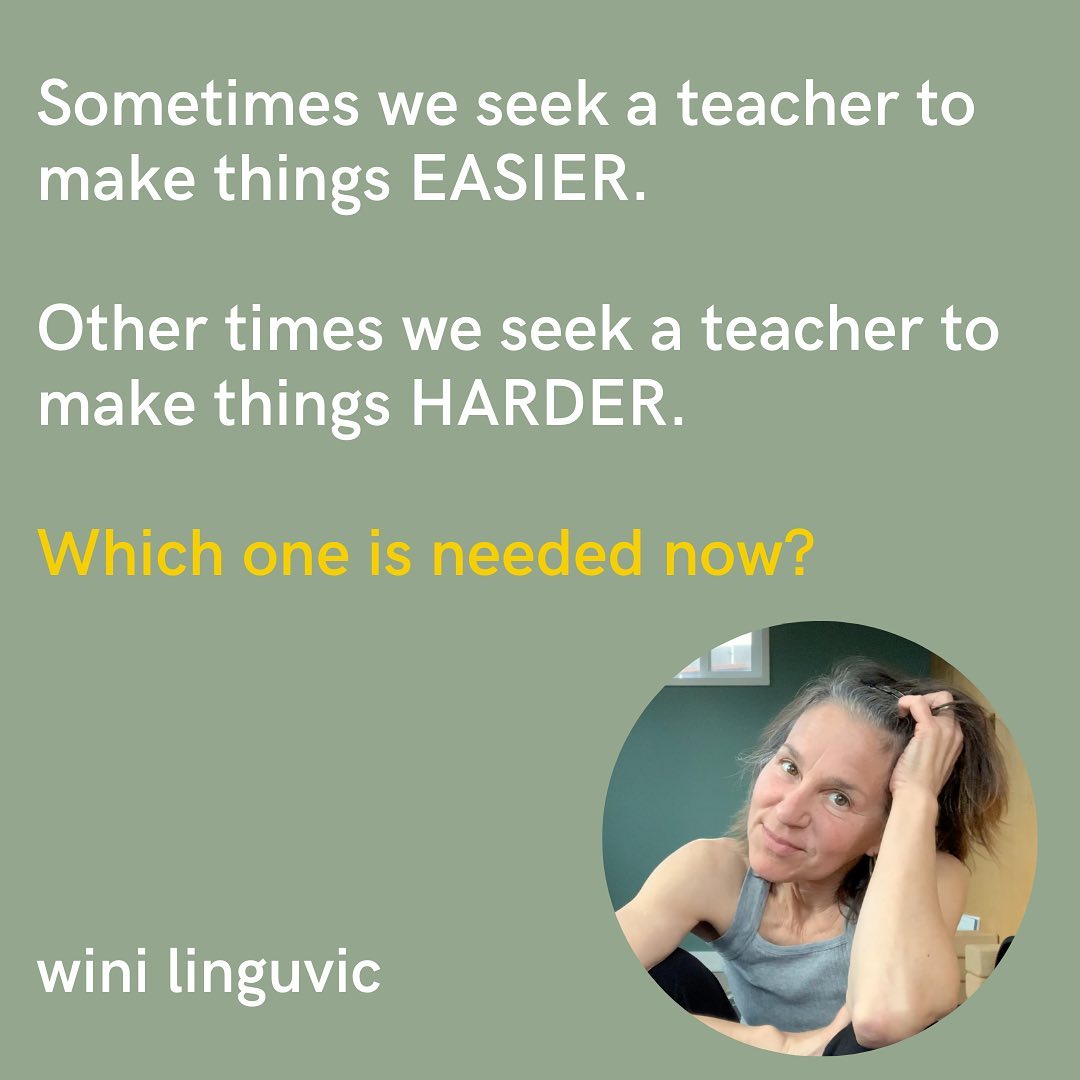 Sometimes we seek a teacher to
make things EASIER.
Other times we seek a teacher to
make things HARDER.
Which one is needed now?
wini linguvic